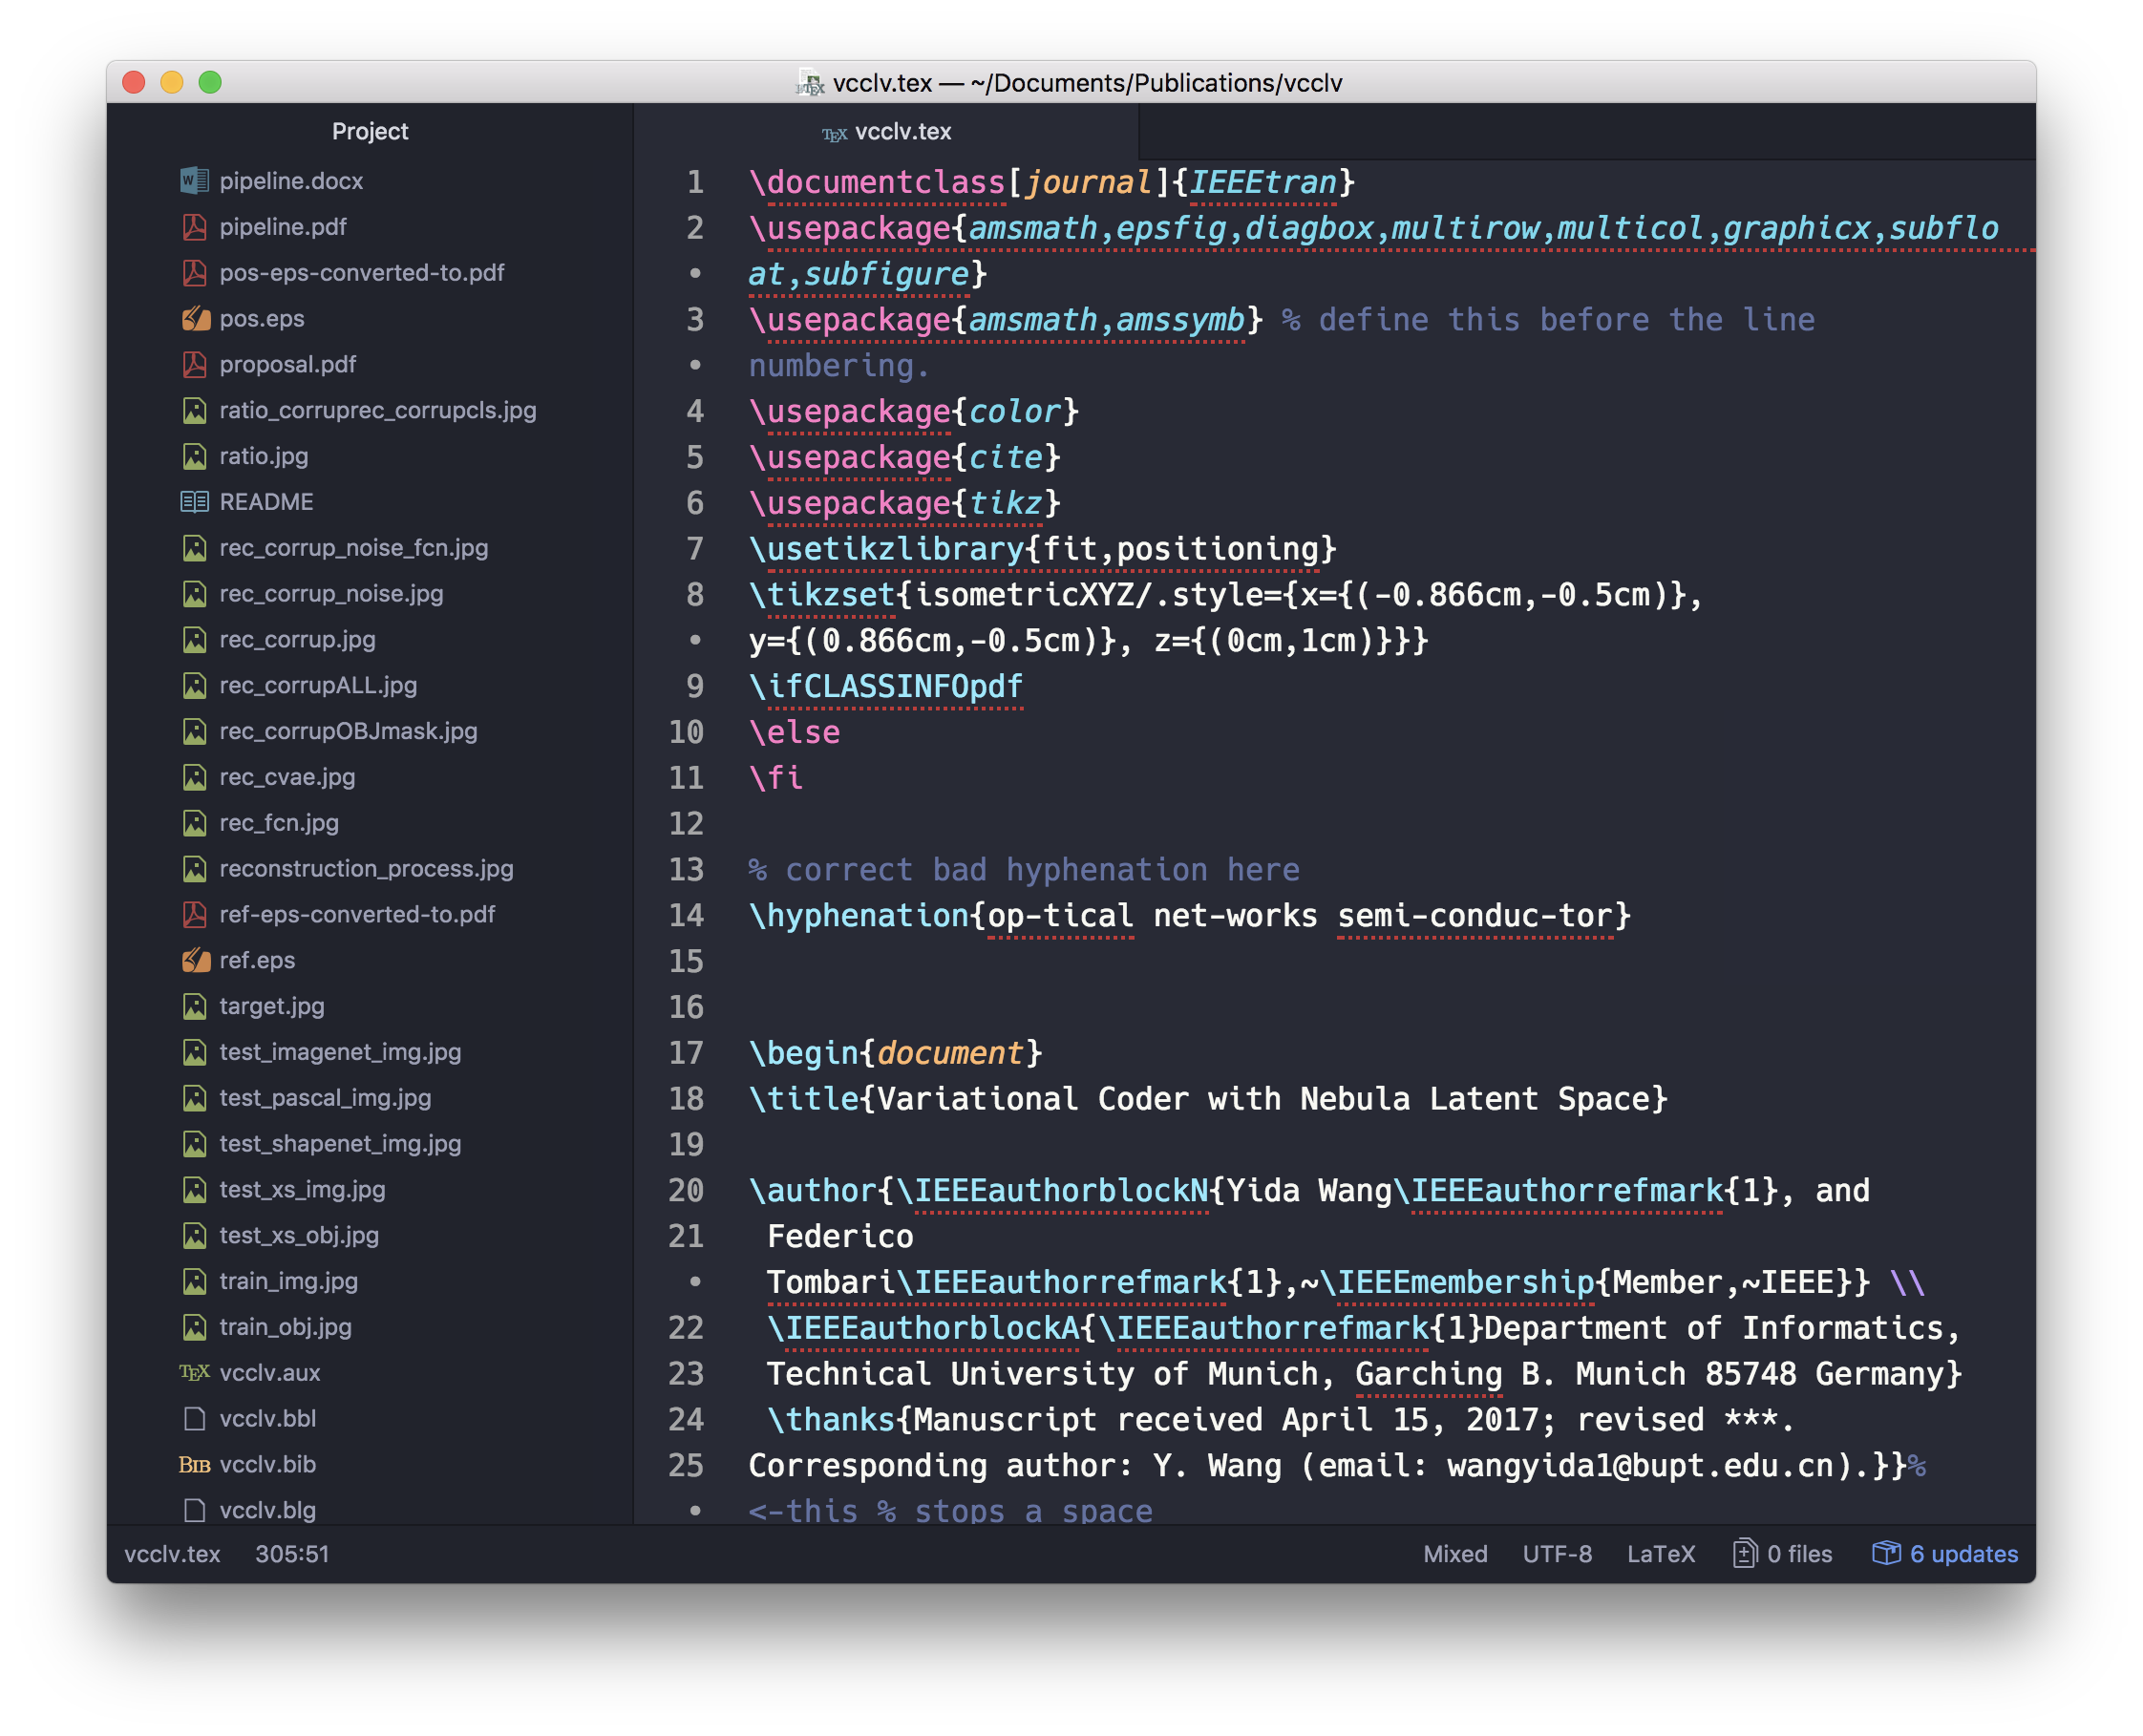 vcclv.tex — ~/Documents/Publications/vcclv
Project
pipeline.docx
pipeline.pdf
pos-eps-converted-to.pdf
pos.eps
proposal.pdf
ratio_corruprec_corrupcls.jpg
ratio.jpg
README
rec_corrup_noise_fcn.jpg
rec_corrup_noise.jpg
rec_corrup.jpg
rec_corrupALL.jpg
rec_corrupOBJmask.jpg
rec_cvae.jpg
rec_fcn.jpg
reconstruction_process.jpg
ref-eps-converted-to.pdf
ref.eps
target.jpg
test_imagenet_img.jpg
test_pascal_img.jpg
test_shapenet_img.jpg
test_xs_img.jpg
test_xs_obj.jpg
train_img.jpg
train_obj.jpg
TEX vcclv.aux
vcclv.bbl
BIB vcclv.bib
vcclv.blg
TEX vcclv.tex
1 \documentclass[journal]{IEEEtran}
2 \usepackage{amsmath,epsfig,diagbox,multirow,multicol,graphicx,subflo
• at,subfigure}
3 \usepackage{amsmath,amssymb} % define this before the line
• numbering.
4 \usepackage{color}
5 \usepackage{cite}
6 \usepackage{tikz}
7 \usetikzlibrary{fit,positioning}
8 \tikzset{isometricXYZ/.style={x={(-0.866cm,-0.5cm)},
• y={(0.866cm,-0.5cm)}, z={(0cm,1cm)}}}
9 \ifCLASSINFOpdf
10 \else
11 \fi
12
13 % correct bad hyphenation here
14 \hyphenation{op-tical net-works semi-conduc-tor}
15
16
17 \begin{document}
18 \title{Variational Coder with Nebula Latent Space}
19
20 \author{\IEEEauthorblockN{Yida Wang\IEEEauthorrefmark{1}, and
21 Federico
• Tombari\IEEEauthorrefmark{1},~\IEEEmembership{Member,~IEEE}} \\
22 \IEEEauthorblockA{\IEEEauthorrefmark{1}Department of Informatics,
23 Technical University of Munich, Garching B. Munich 85748 Germany}
24 \thanks{Manuscript received April 15, 2017; revised ***.
25 Corresponding author: Y. Wang (email: wangyida1@bupt.edu.cn).}}%
• <-this % stops a space
vcclv.tex 305:51 Mixed UTF-8 LaTeX 0 files 6 updates